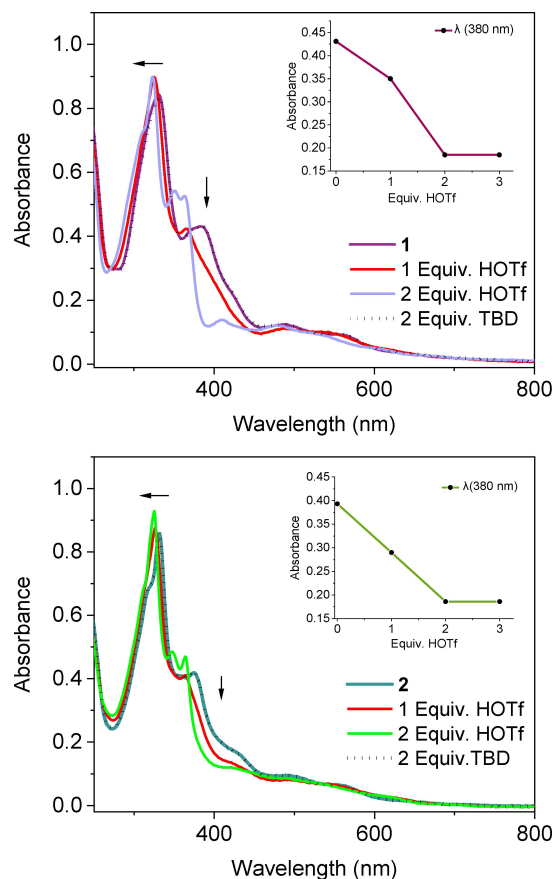 1.0
0.8
0.6
0.4
0.2
0.0
Absorbance
400
600
800
Wavelength (nm)
0.45
0.40
0.35
0.30
0.25
0.20
0.15
Absorbance
0
1
2
3
Equiv. HOTf
λ (380 nm)
1
1 Equiv. HOTf
2 Equiv. HOTf
2 Equiv. TBD
1.0
0.8
0.6
0.4
0.2
0.0
Absorbance
400
600
800
Wavelength (nm)
0.45
0.40
0.35
0.30
0.25
0.20
0.15
Absorbance
0
1
2
3
Equiv. HOTf
λ(380 nm)
2
1 Equiv. HOTf
2 Equiv. HOTf
2 Equiv.TBD